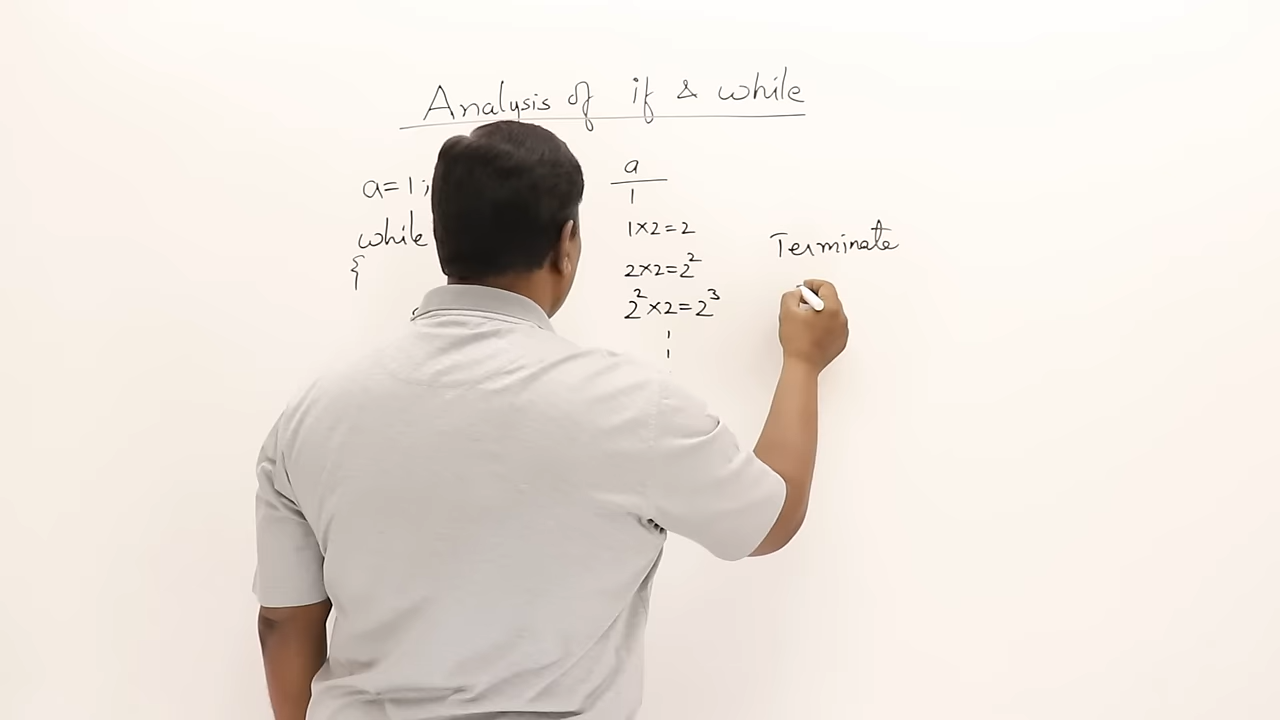 Analysis of if & while
a=1;
while
{
a
1
1×2=2
2×2=2²
2²×2=2³
Terminate